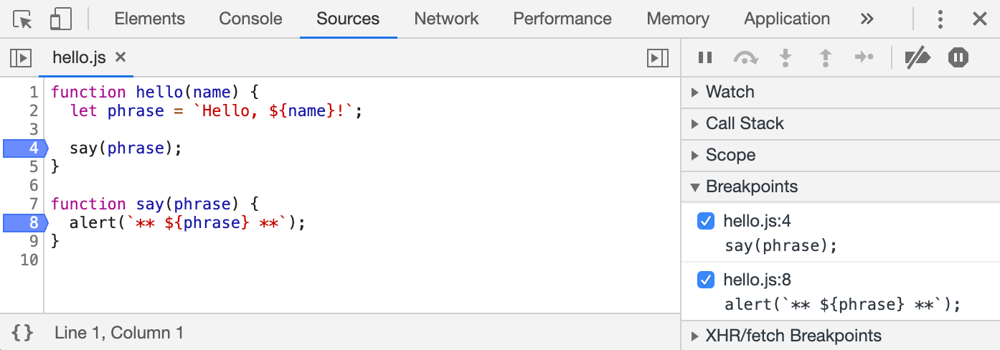 Elements Console Sources Network Performance Memory Application »
hello.js ×
1 function hello(name) {
2   let phrase = `Hello, ${name}!`;
3
4   say(phrase);
5 }
6
7 function say(phrase) {
8   alert(`** ${phrase} **`);
9 }
10
{} Line 1, Column 1
Watch
Call Stack
Scope
Breakpoints
hello.js:4
say(phrase);
hello.js:8
alert(`** ${phrase} **`);
XHR/fetch Breakpoints